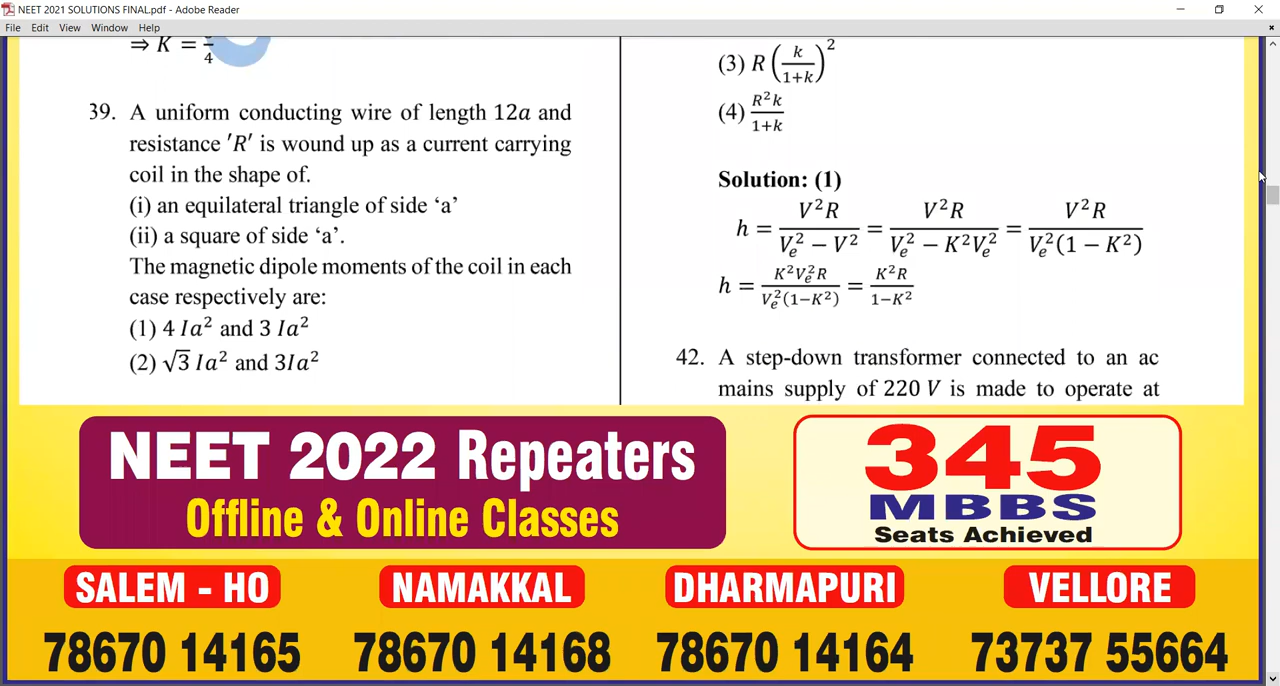 NEET 2021 SOLUTIONS FINAL.pdf - Adobe Reader
File Edit View Window Help
⇒ K = /4
39. A uniform conducting wire of length 12a and
resistance 'R' is wound up as a current carrying
coil in the shape of.
(i) an equilateral triangle of side ‘a’
(ii) a square of side ‘a’.
The magnetic dipole moments of the coil in each
case respectively are:
(1) 4 Ia² and 3 Ia²
(2) √3 Ia² and 3Ia²
(3) R (k/1+k)²
(4) R²k/1+k
Solution: (1)
h = V²R/Vₑ² − V² = V²R/Vₑ² − K²Vₑ² = V²R/Vₑ²(1 − K²)
h = K²Vₑ²R/Vₑ²(1−K²) = K²R/1−K²
42. A step-down transformer connected to an ac
mains supply of 220 V is made to operate at
NEET 2022 Repeaters
Offline & Online Classes
345
MBBS
Seats Achieved
SALEM - HO
78670 14165
NAMAKKAL
78670 14168
DHARMAPURI
78670 14164
VELLORE
73737 55664